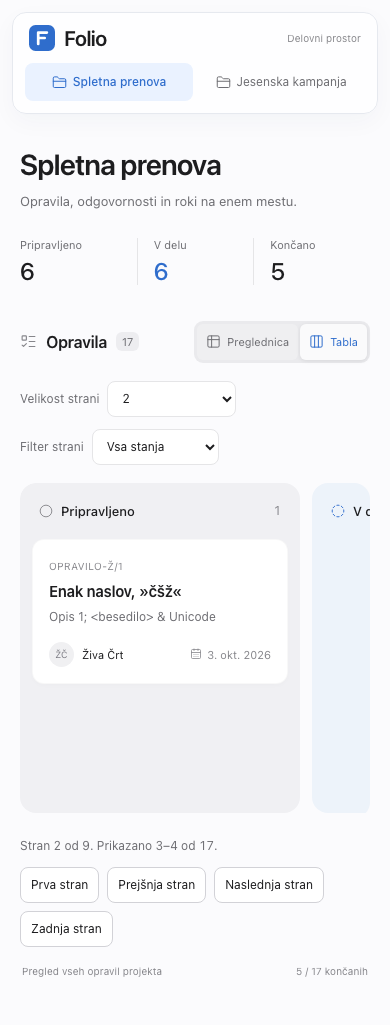 Folio
Delovni prostor
Spletna prenova
Jesenska kampanja
Spletna prenova
Opravila, odgovornosti in roki na enem mestu.
Pripravljeno
V delu
Končano
6
6
5
Opravila 17
Preglednica
Tabla
Velikost strani
2
Filter strani
Vsa stanja
Pripravljeno
1
OPRAVILO-Ž/1
Enak naslov, »čšž«
Opis 1; <besedilo> & Unicode
ŽČ
Živa Črt
3. okt. 2026
Stran 2 od 9. Prikazano 3–4 od 17.
Prva stran
Prejšnja stran
Naslednja stran
Zadnja stran
Pregled vseh opravil projekta
5 / 17 končanih